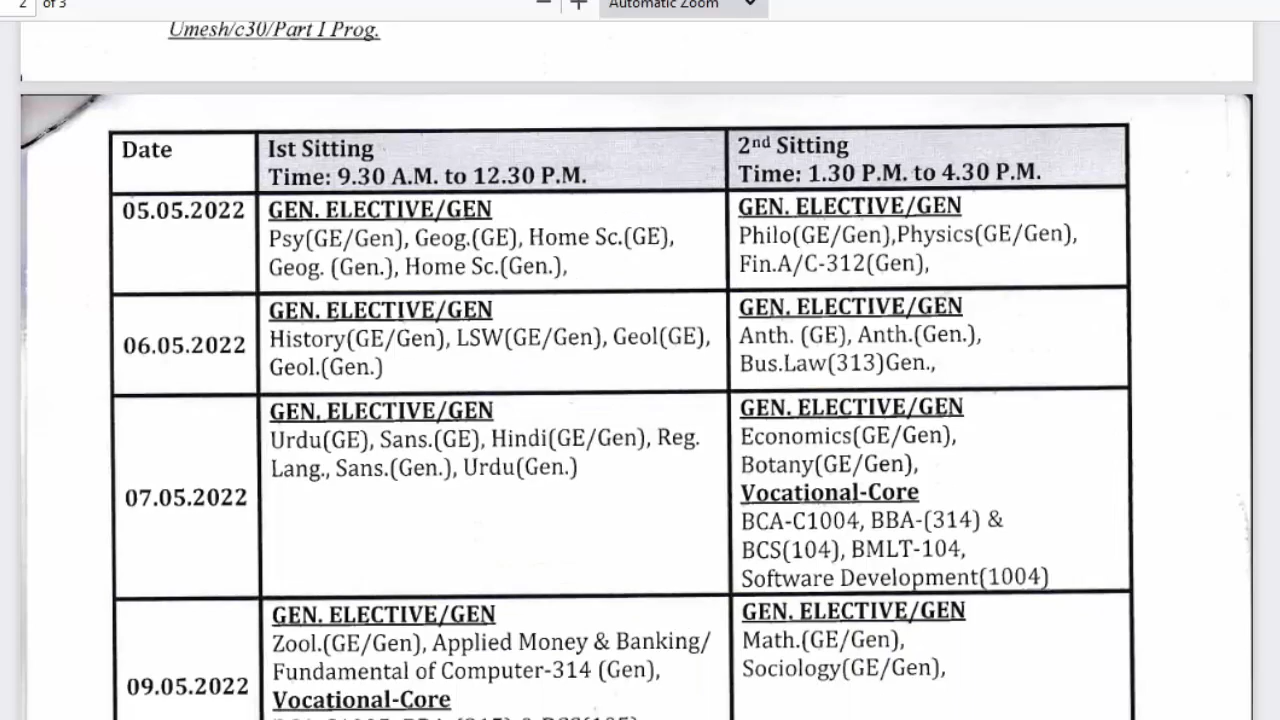 2 of 3
Automatic Zoom
Umesh/c30/Part I Prog.
Date
Ist Sitting
Time: 9.30 A.M. to 12.30 P.M.
2nd Sitting
Time: 1.30 P.M. to 4.30 P.M.
05.05.2022
GEN. ELECTIVE/GEN
Psy(GE/Gen), Geog.(GE), Home Sc.(GE),
Geog. (Gen.), Home Sc.(Gen.),
GEN. ELECTIVE/GEN
Philo(GE/Gen),Physics(GE/Gen),
Fin.A/C-312(Gen),
06.05.2022
GEN. ELECTIVE/GEN
History(GE/Gen), LSW(GE/Gen), Geol(GE),
Geol.(Gen.)
GEN. ELECTIVE/GEN
Anth. (GE), Anth.(Gen.),
Bus.Law(313)Gen.,
07.05.2022
GEN. ELECTIVE/GEN
Urdu(GE), Sans.(GE), Hindi(GE/Gen), Reg.
Lang., Sans.(Gen.), Urdu(Gen.)
GEN. ELECTIVE/GEN
Economics(GE/Gen),
Botany(GE/Gen),
Vocational-Core
BCA-C1004, BBA-(314) &
BCS(104), BMLT-104,
Software Development(1004)
09.05.2022
GEN. ELECTIVE/GEN
Zool.(GE/Gen), Applied Money & Banking/
Fundamental of Computer-314 (Gen),
Vocational-Core
GEN. ELECTIVE/GEN
Math.(GE/Gen),
Sociology(GE/Gen),